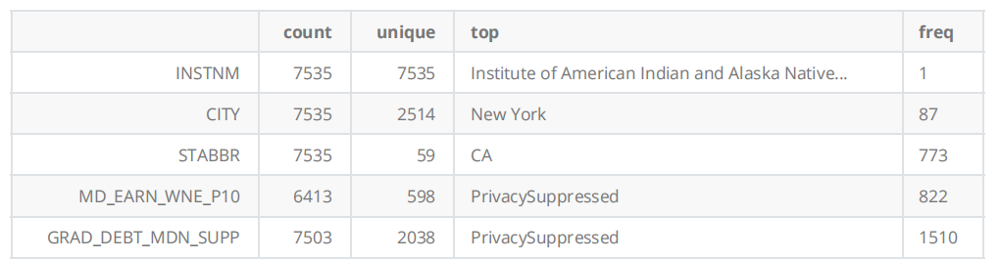 count unique top freq
INSTNM 7535 7535 Institute of American Indian and Alaska Native... 1
CITY 7535 2514 New York 87
STABBR 7535 59 CA 773
MD_EARN_WNE_P10 6413 598 PrivacySuppressed 822
GRAD_DEBT_MDN_SUPP 7503 2038 PrivacySuppressed 1510